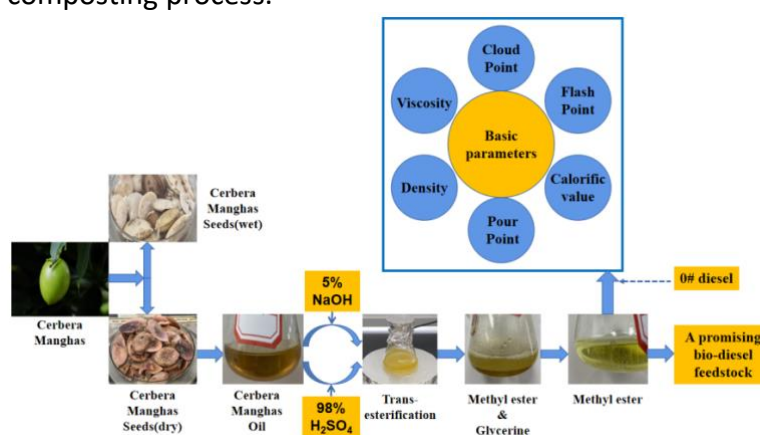 composting process.
Cloud
Point
Viscosity
Flash
Point
Basic
parameters
Density
Calorific
value
Pour
Point
Cerbera
Manghas
Seeds(wet)
5%
NaOH
0# diesel
Cerbera
Manghas
A promising
bio-diesel
feedstock
Cerbera
Manghas
Seeds(dry)
Cerbera
Manghas
Oil
98%
H₂SO₄
Trans-
esterification
Methyl ester
&
Glycerine
Methyl ester